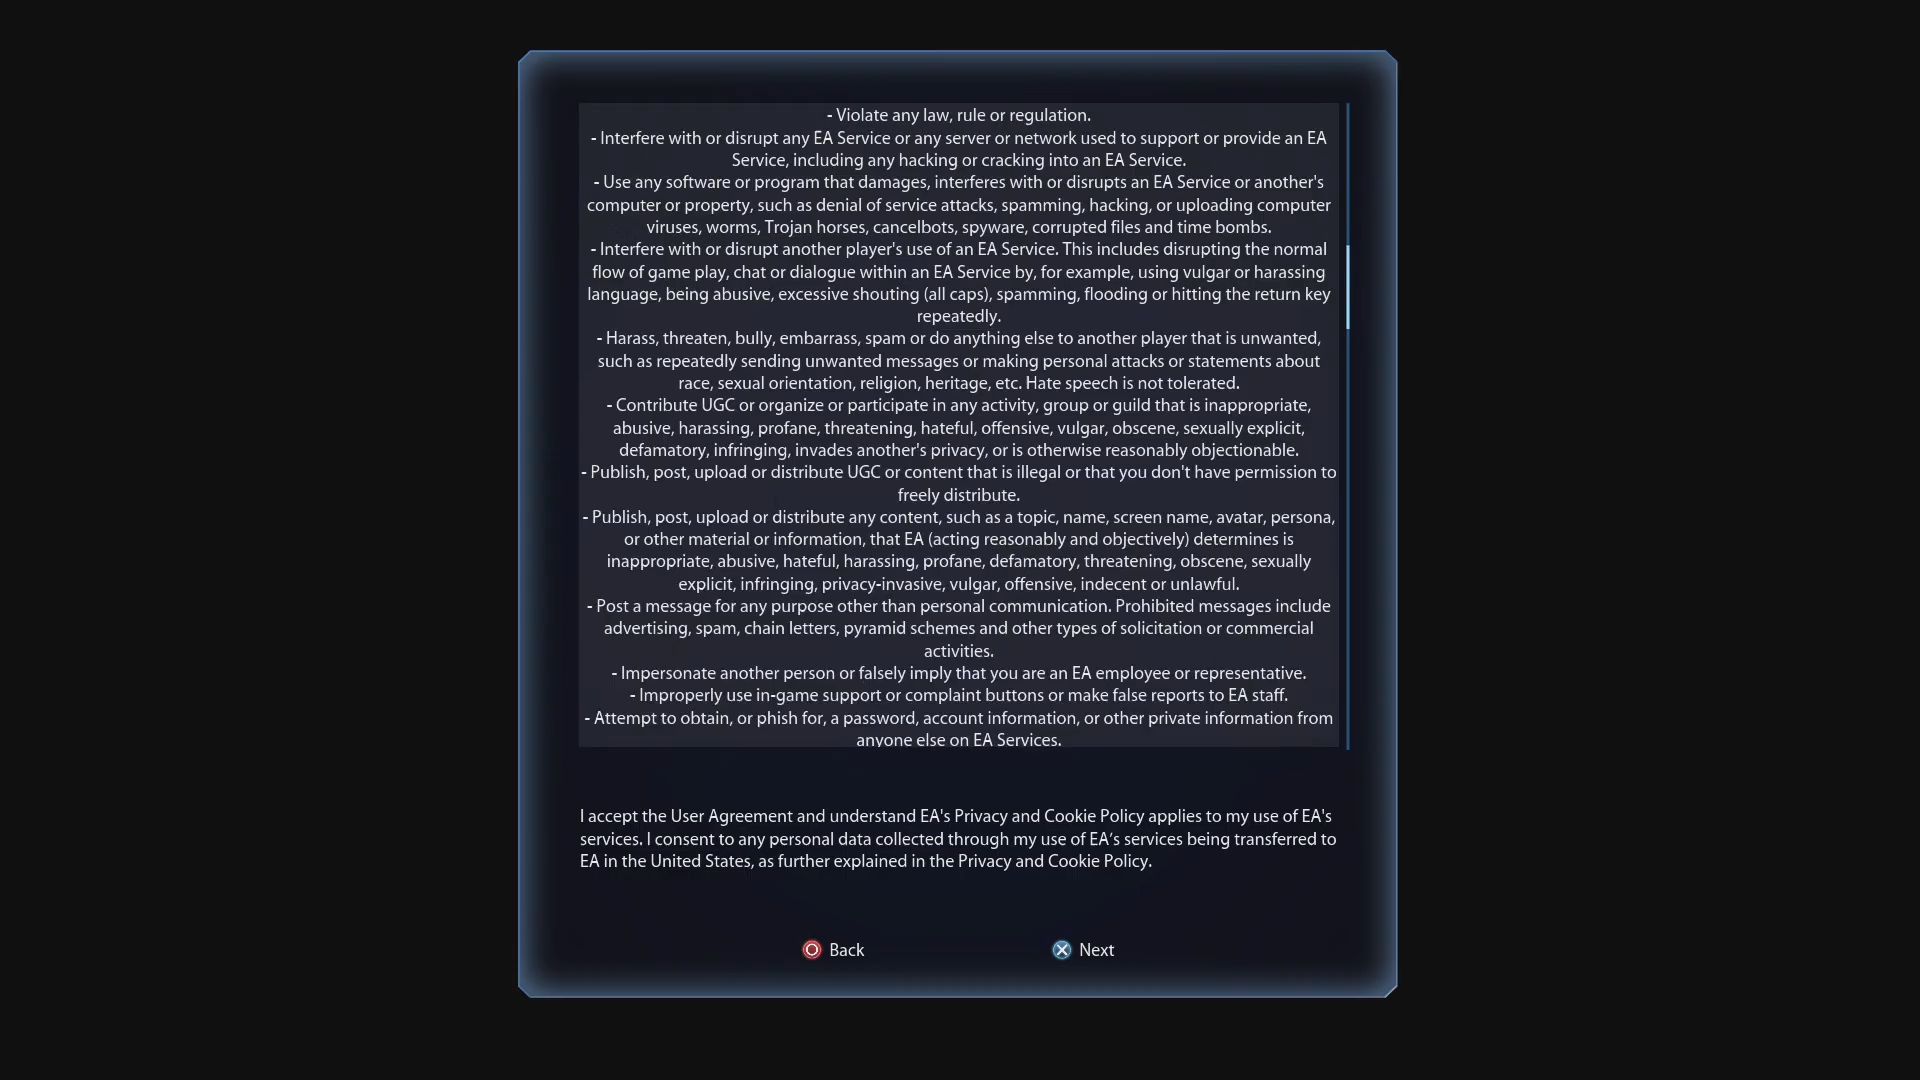 - Violate any law, rule or regulation.
- Interfere with or disrupt any EA Service or any server or network used to support or provide an EA
Service, including any hacking or cracking into an EA Service.
- Use any software or program that damages, interferes with or disrupts an EA Service or another's
computer or property, such as denial of service attacks, spamming, hacking, or uploading computer
viruses, worms, Trojan horses, cancelbots, spyware, corrupted files and time bombs.
- Interfere with or disrupt another player's use of an EA Service. This includes disrupting the normal
flow of game play, chat or dialogue within an EA Service by, for example, using vulgar or harassing
language, being abusive, excessive shouting (all caps), spamming, flooding or hitting the return key
repeatedly.
- Harass, threaten, bully, embarrass, spam or do anything else to another player that is unwanted,
such as repeatedly sending unwanted messages or making personal attacks or statements about
race, sexual orientation, religion, heritage, etc. Hate speech is not tolerated.
- Contribute UGC or organize or participate in any activity, group or guild that is inappropriate,
abusive, harassing, profane, threatening, hateful, offensive, vulgar, obscene, sexually explicit,
defamatory, infringing, invades another's privacy, or is otherwise reasonably objectionable.
- Publish, post, upload or distribute UGC or content that is illegal or that you don't have permission to
freely distribute.
- Publish, post, upload or distribute any content, such as a topic, name, screen name, avatar, persona,
or other material or information, that EA (acting reasonably and objectively) determines is
inappropriate, abusive, hateful, harassing, profane, defamatory, threatening, obscene, sexually
explicit, infringing, privacy-invasive, vulgar, offensive, indecent or unlawful.
- Post a message for any purpose other than personal communication. Prohibited messages include
advertising, spam, chain letters, pyramid schemes and other types of solicitation or commercial
activities.
- Impersonate another person or falsely imply that you are an EA employee or representative.
- Improperly use in-game support or complaint buttons or make false reports to EA staff.
- Attempt to obtain, or phish for, a password, account information, or other private information from
anyone else on EA Services.
I accept the User Agreement and understand EA's Privacy and Cookie Policy applies to my use of EA's
services. I consent to any personal data collected through my use of EA’s services being transferred to
EA in the United States, as further explained in the Privacy and Cookie Policy.
Back
Next